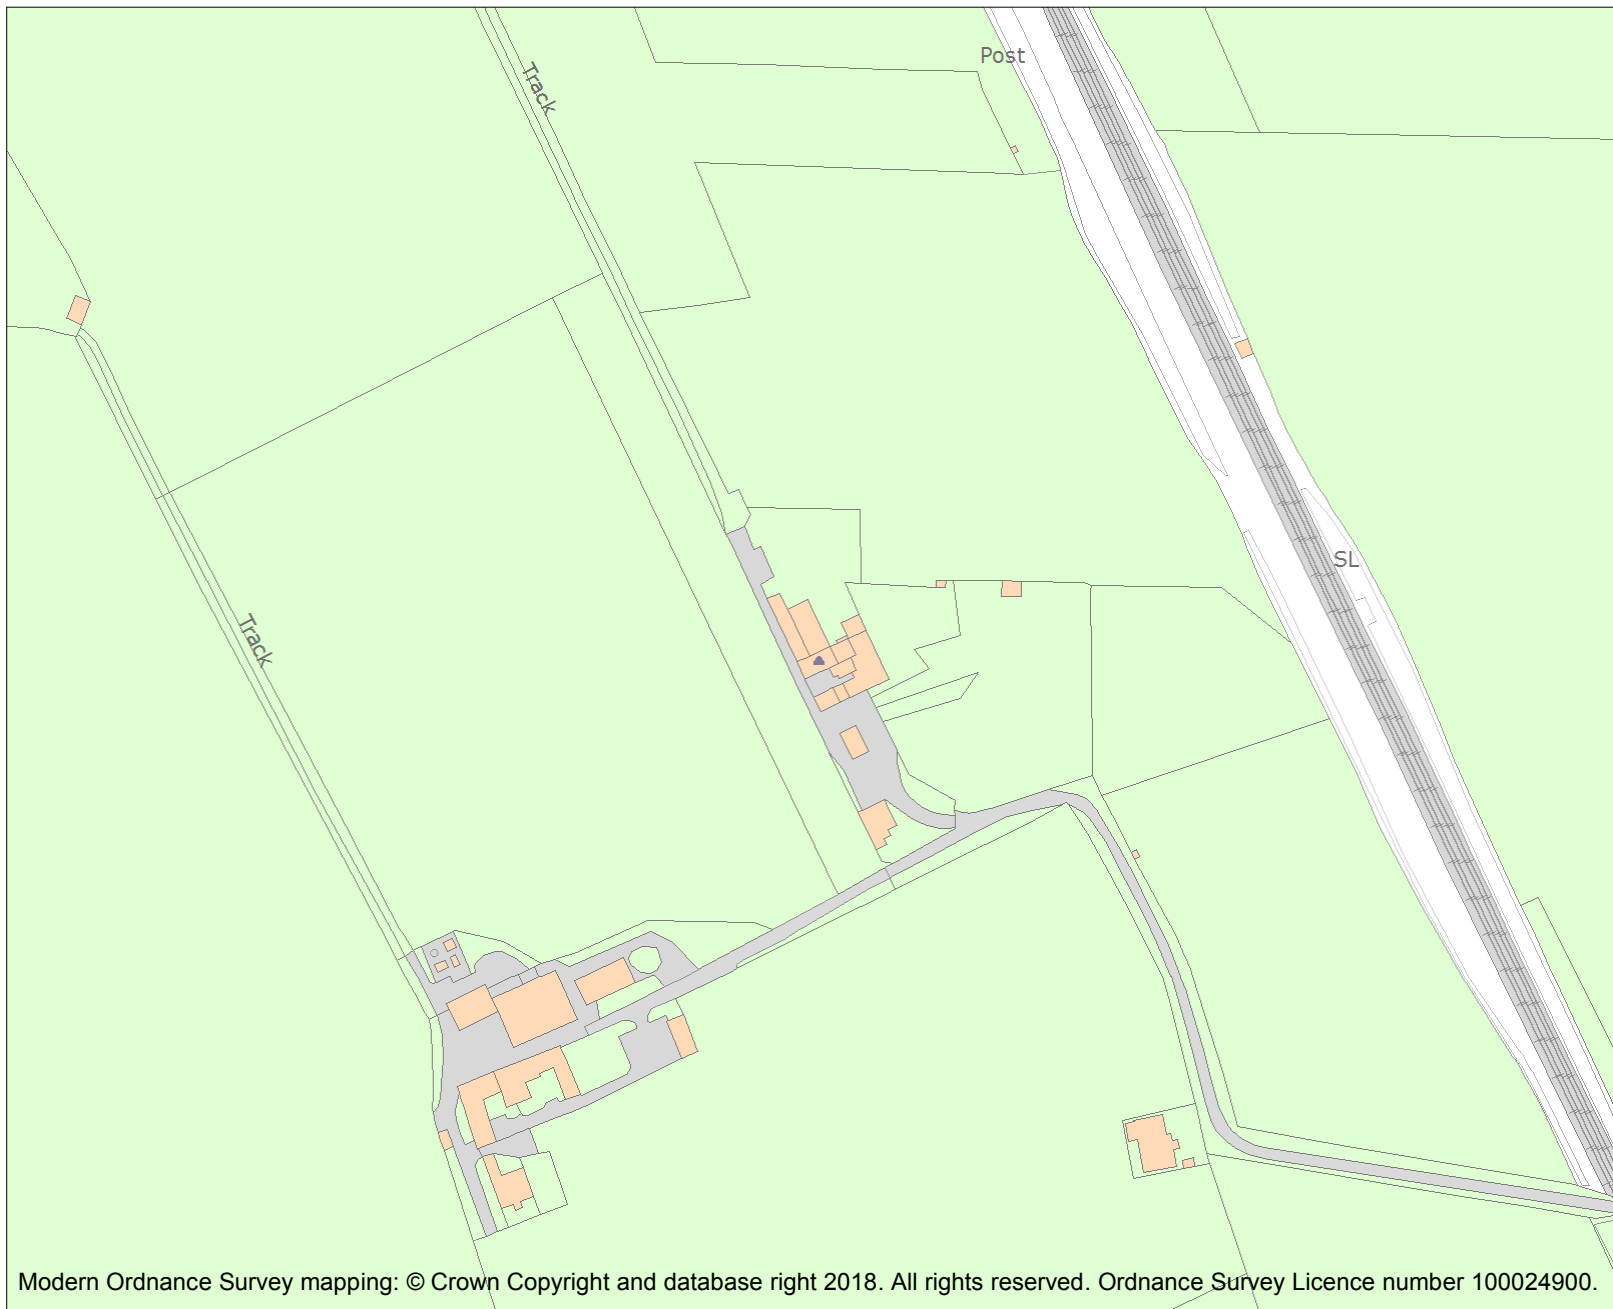 Post
Track
SL
Track
Modern Ordnance Survey mapping: © Crown Copyright and database right 2018. All rights reserved. Ordnance Survey Licence number 100024900.